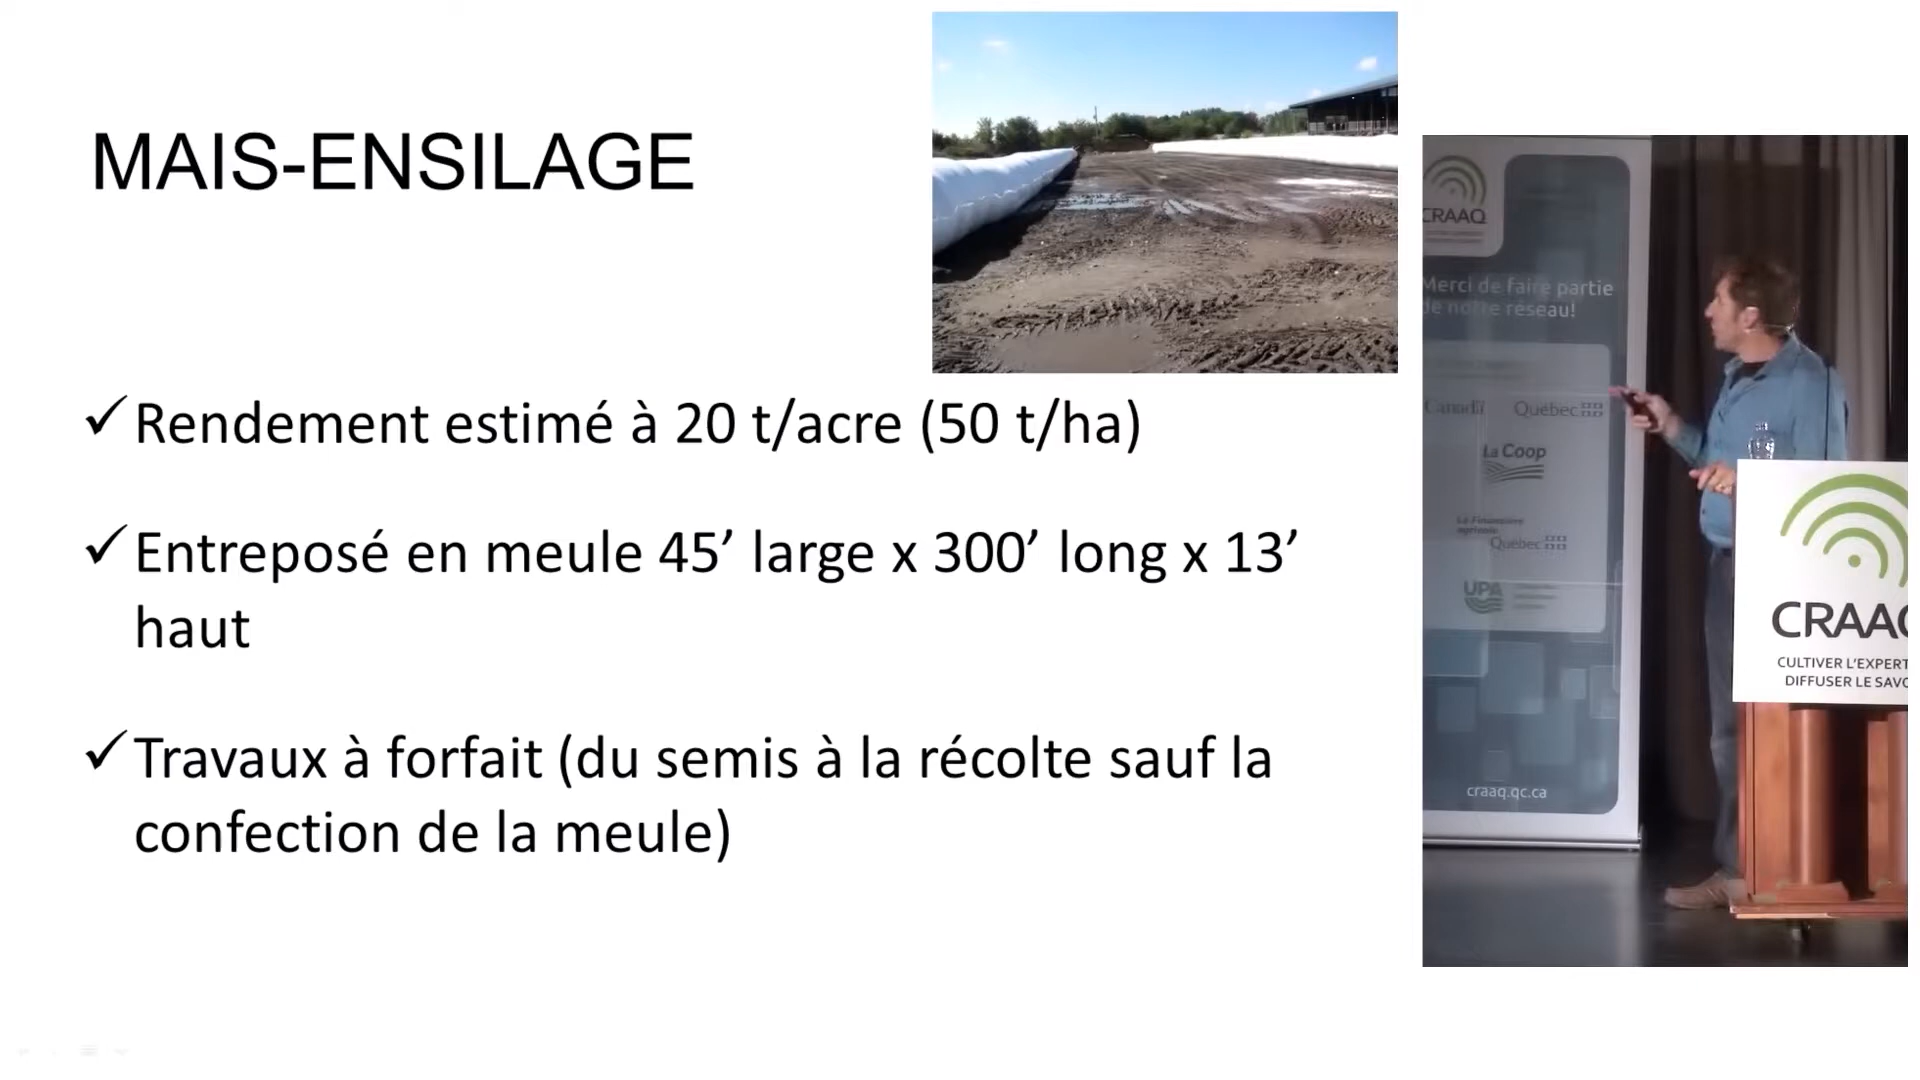 MAIS-ENSILAGE
Rendement estimé à 20 t/acre (50 t/ha)
Entreposé en meule 45’ large x 300’ long x 13’
haut
Travaux à forfait (du semis à la récolte sauf la
confection de la meule)
CRAAQ
Merci de faire partie
de notre réseau!
Canada
Québec
La Coop
La Financière
agricole
Québec
UPA
craaq.qc.ca
CRAAQ
CULTIVER L'EXPERT
DIFFUSER LE SAVO